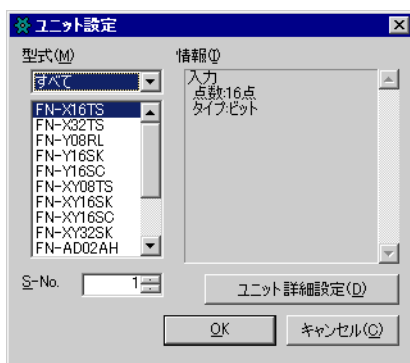 ユニット設定
型式(M)
情報(I)
すべて
入力
点数:16点
タイプ:ビット
FN-X16TS
FN-X32TS
FN-Y08RL
FN-Y16SK
FN-Y16SC
FN-XY08TS
FN-XY16SK
FN-XY16SC
FN-XY32SK
FN-AD02AH
S-No.
1
ユニット詳細設定(D)
OK
キャンセル(C)